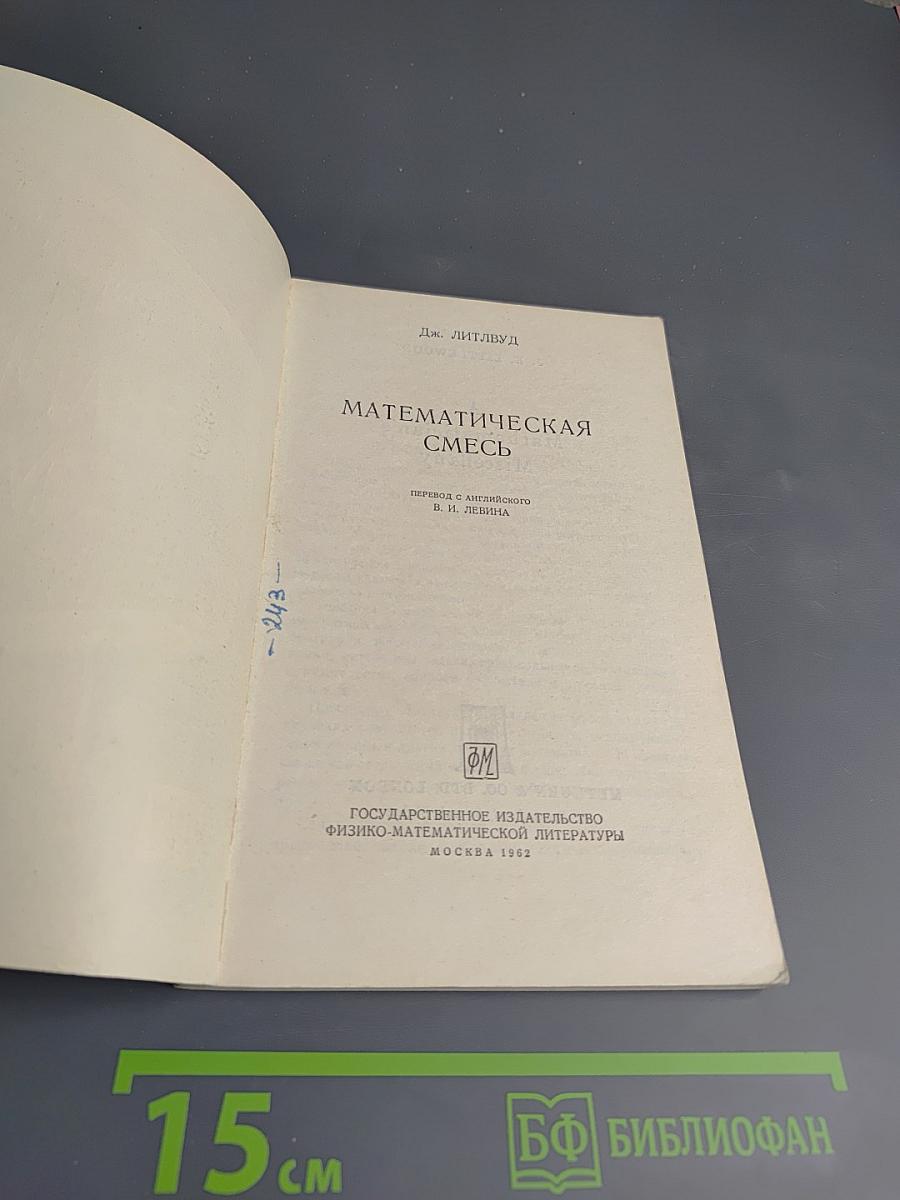 Дж. ЛИТЛВУД
МАТЕМАТИЧЕСКАЯ
СМЕСЬ
ПЕРЕВОД С АНГЛИЙСКОГО
В. И. ЛЕВИНА
— 243 —
ФМ
ГОСУДАРСТВЕННОЕ ИЗДАТЕЛЬСТВО
ФИЗИКО-МАТЕМАТИЧЕСКОЙ ЛИТЕРАТУРЫ
МОСКВА 1962
15 см
БФ БИБЛИОФАН